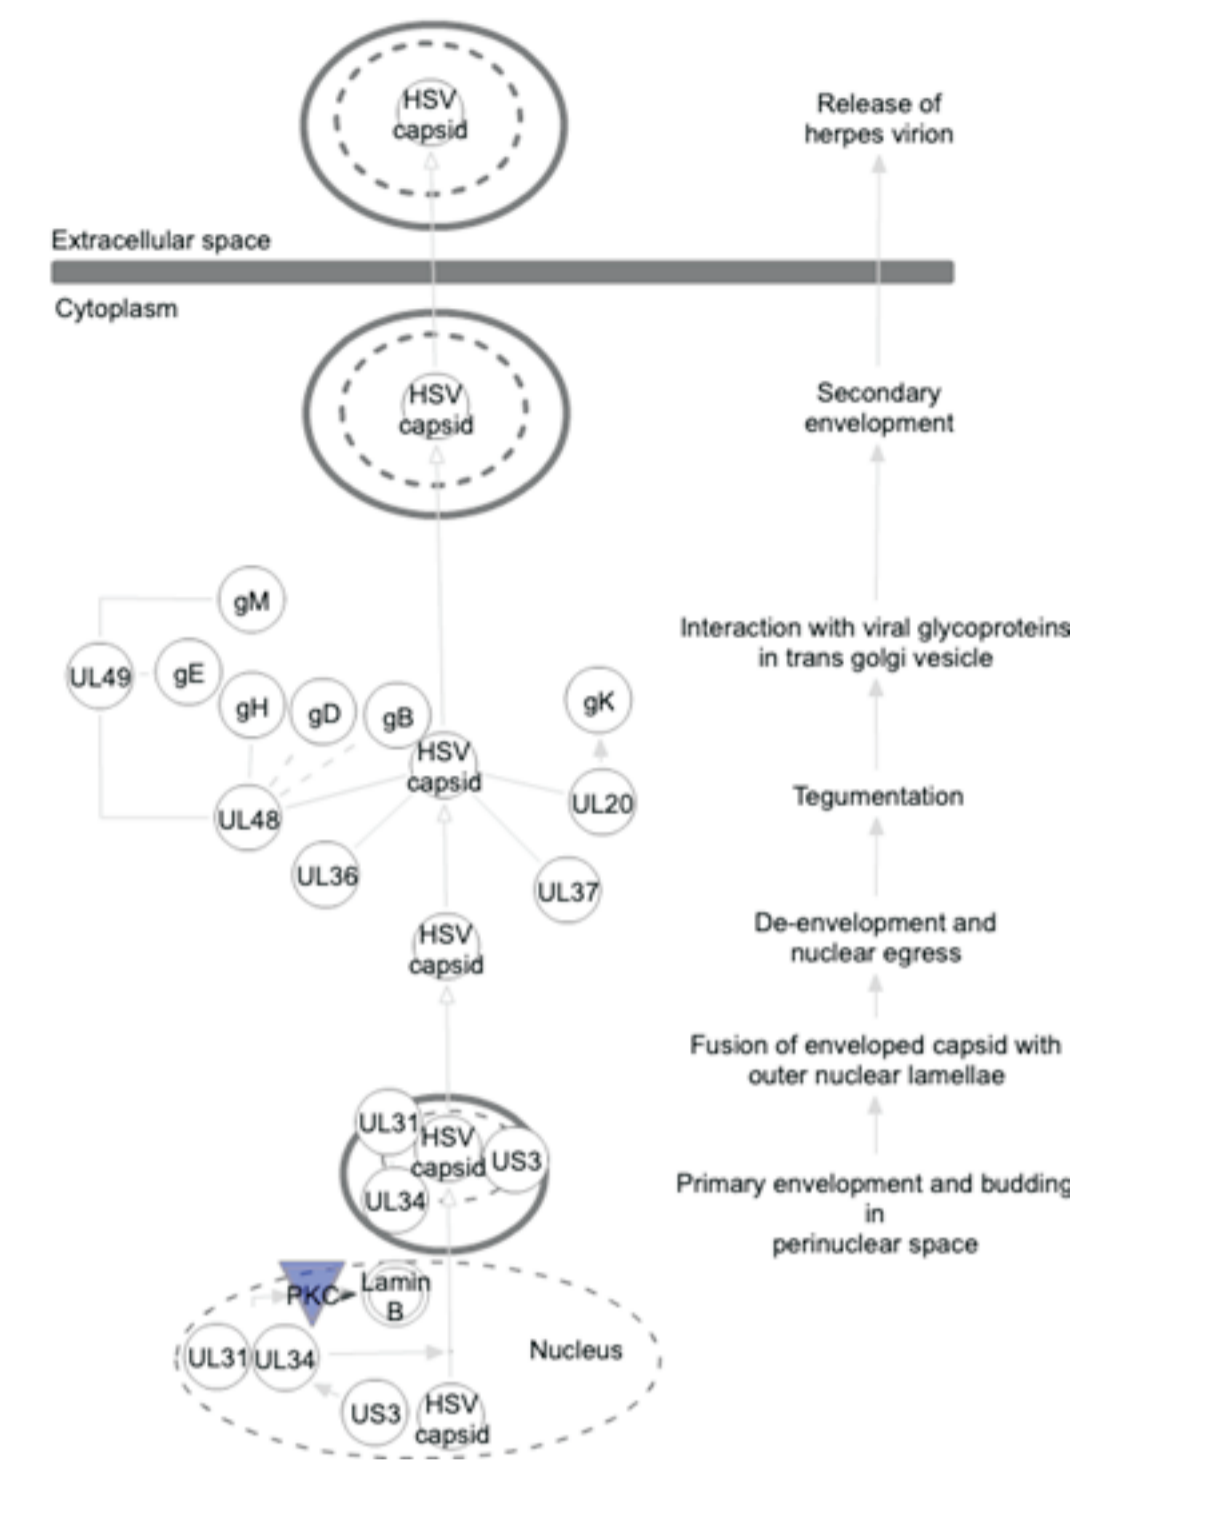 HSV
capsid
Release of
herpes virion
Extracellular space
Cytoplasm
HSV
capsid
Secondary
envelopment
gM
UL49
gE
gH
gD
gB
gK
HSV
capsid
UL48
UL20
UL36
UL37
Interaction with viral glycoproteins
in trans golgi vesicle
Tegumentation
HSV
capsid
De-envelopment and
nuclear egress
Fusion of enveloped capsid with
outer nuclear lamellae
UL31
HSV
capsid
US3
UL34
Primary envelopment and budding
in
perinuclear space
PKC
Lamin
B
UL31
UL34
Nucleus
US3
HSV
capsid